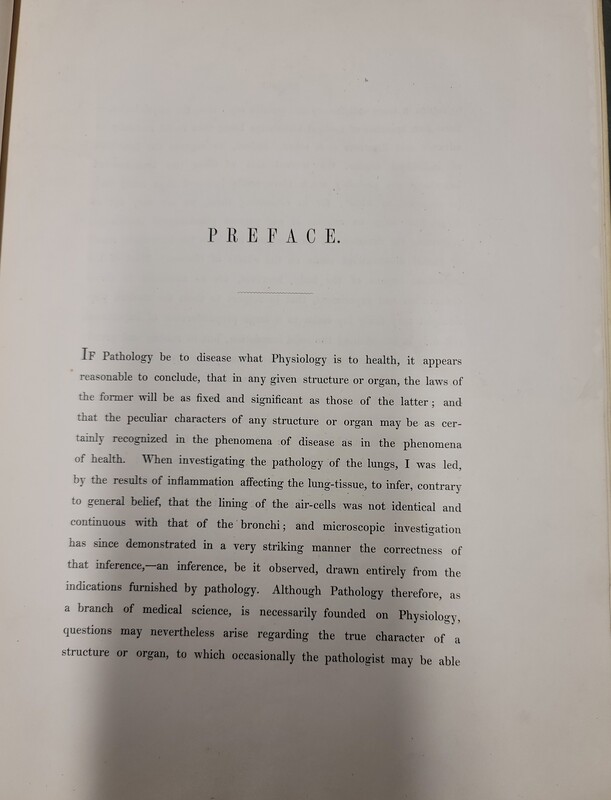 PREFACE.
If Pathology be to disease what Physiology is to health, it appears
reasonable to conclude, that in any given structure or organ, the laws of
the former will be as fixed and significant as those of the latter; and
that the peculiar characters of any structure or organ may be as cer-
tainly recognized in the phenomena of disease as in the phenomena
of health. When investigating the pathology of the lungs, I was led,
by the results of inflammation affecting the lung-tissue, to infer, contrary
to general belief, that the lining of the air-cells was not identical and
continuous with that of the bronchi; and microscopic investigation
has since demonstrated in a very striking manner the correctness of
that inference,—an inference, be it observed, drawn entirely from the
indications furnished by pathology. Although Pathology therefore, as
a branch of medical science, is necessarily founded on Physiology,
questions may nevertheless arise regarding the true character of a
structure or organ, to which occasionally the pathologist may be able